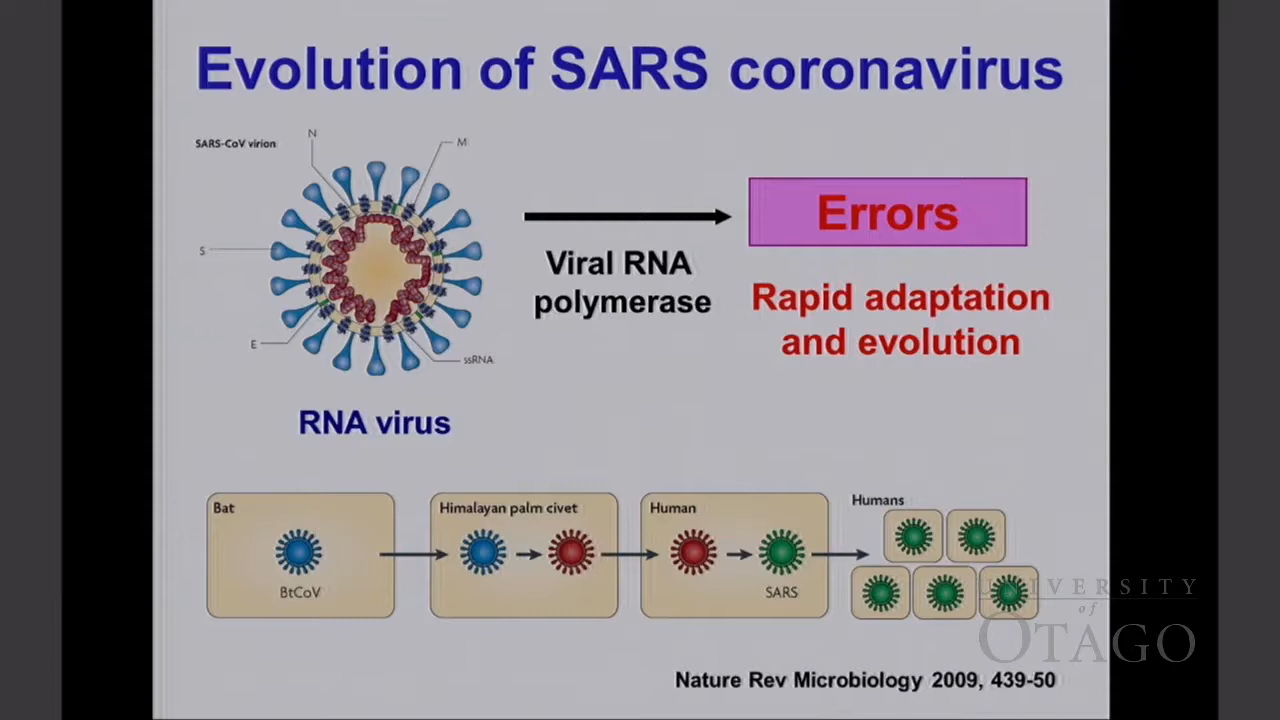 Evolution of SARS coronavirus
SARS-CoV virion
N
M
S
E
ssRNA
RNA virus
Viral RNA
polymerase
Errors
Rapid adaptation
and evolution
Bat
BtCoV
Himalayan palm civet
Human
SARS
Humans
UNIVERSITY
of
OTAGO
Nature Rev Microbiology 2009, 439-50